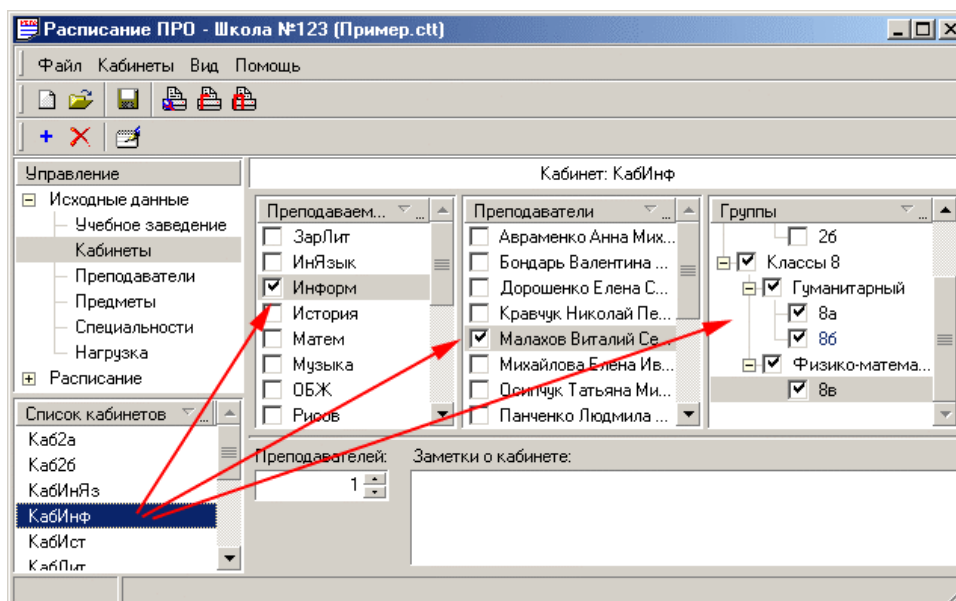 Расписание ПРО - Школа №123 (Пример.ctt)
Файл Кабинеты Вид Помощь
Управление
Исходные данные
Учебное заведение
Кабинеты
Преподаватели
Предметы
Специальности
Нагрузка
Расписание
Список кабинетов ...
Каб2а
Каб2б
КабИнЯз
КабИнф
КабИст
КабЛит
Кабинет: КабИнф
Преподаваем... ...
ЗарЛит
ИнЯзык
Информ
История
Матем
Музыка
ОБЖ
Рисов
Преподаватели ...
Авраменко Анна Мих...
Бондарь Валентина ...
Дорошенко Елена С...
Кравчук Николай Пе...
Малахов Виталий Се...
Михайлова Елена Ив...
Осипчук Татьяна Ми...
Панченко Людмила ...
Группы ...
2б
Классы 8
Гуманитарный
8а
8б
Физико-матема...
8в
Преподавателей:
1
Заметки о кабинете: